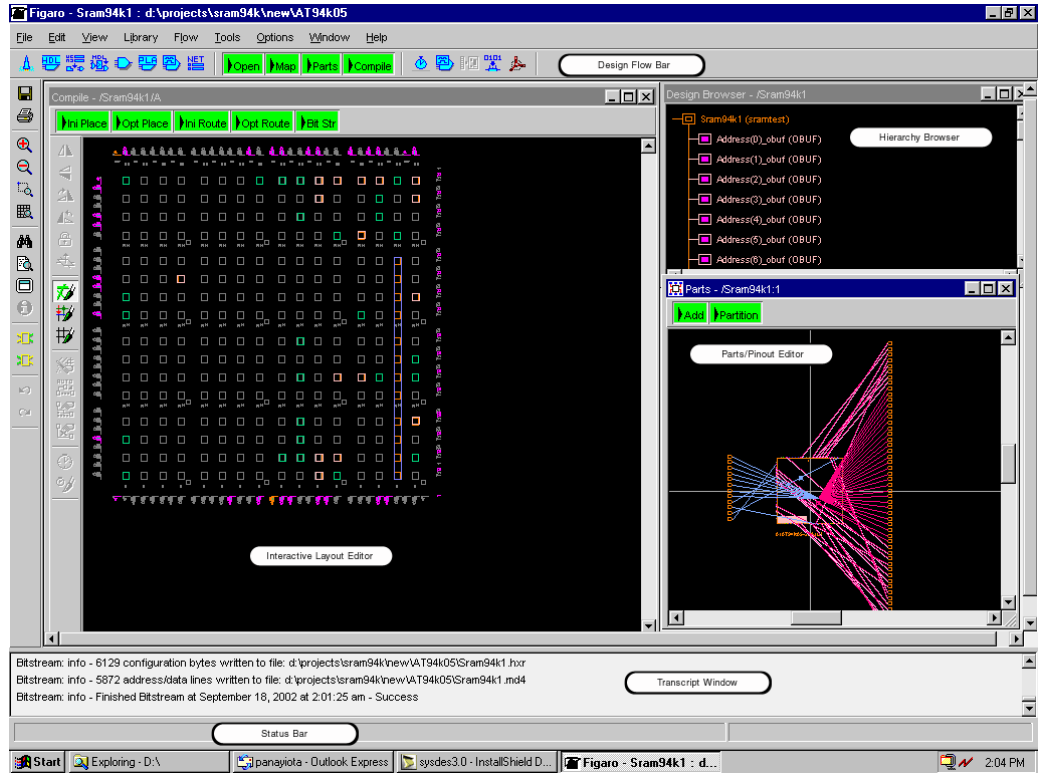 Figaro - Sram94k1 : d:\projects\sram94k\new\AT94k05
File Edit View Library Flow Tools Options Window Help
Open Map Parts Compile
Design Flow Bar
Compile - /Sram94k1/A
Ini Place Opt Place Ini Route Opt Route Bit Str
Design Browser - /Sram94k1
Sram94k1 (sramtest)
Address(0)_obuf (OBUF)
Hierarchy Browser
Address(1)_obuf (OBUF)
Address(2)_obuf (OBUF)
Address(3)_obuf (OBUF)
Address(4)_obuf (OBUF)
Address(5)_obuf (OBUF)
Address(6)_obuf (OBUF)
Parts - /Sram94k1:1
Add Partition
Parts/Pinout Editor
Interactive Layout Editor
Bitstream: info - 6129 configuration bytes written to file: d:\projects\sram94k\new\AT94k05\Sram94k1.hxr
Bitstream: info - 5872 address/data lines written to file: d:\projects\sram94k\new\AT94k05\Sram94k1.md4
Bitstream: info - Finished Bitstream at September 18, 2002 at 2:01:25 am - Success
Transcript Window
Status Bar
Start Exploring - D:\ panayiota - Outlook Express sysdes3.0 - InstallShield D... Figaro - Sram94k1 : d... 2:04 PM